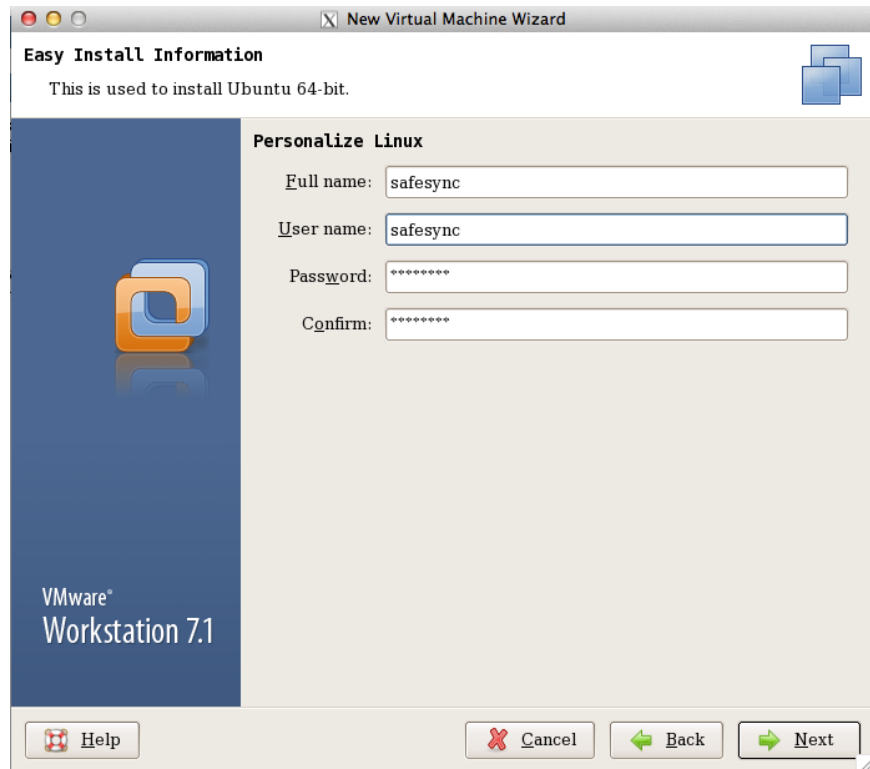 New Virtual Machine Wizard
Easy Install Information
This is used to install Ubuntu 64-bit.
Personalize Linux
Full name: safesync
User name: safesync
Password: ********
Confirm: ********
VMware®
Workstation 7.1
Help
Cancel
Back
Next